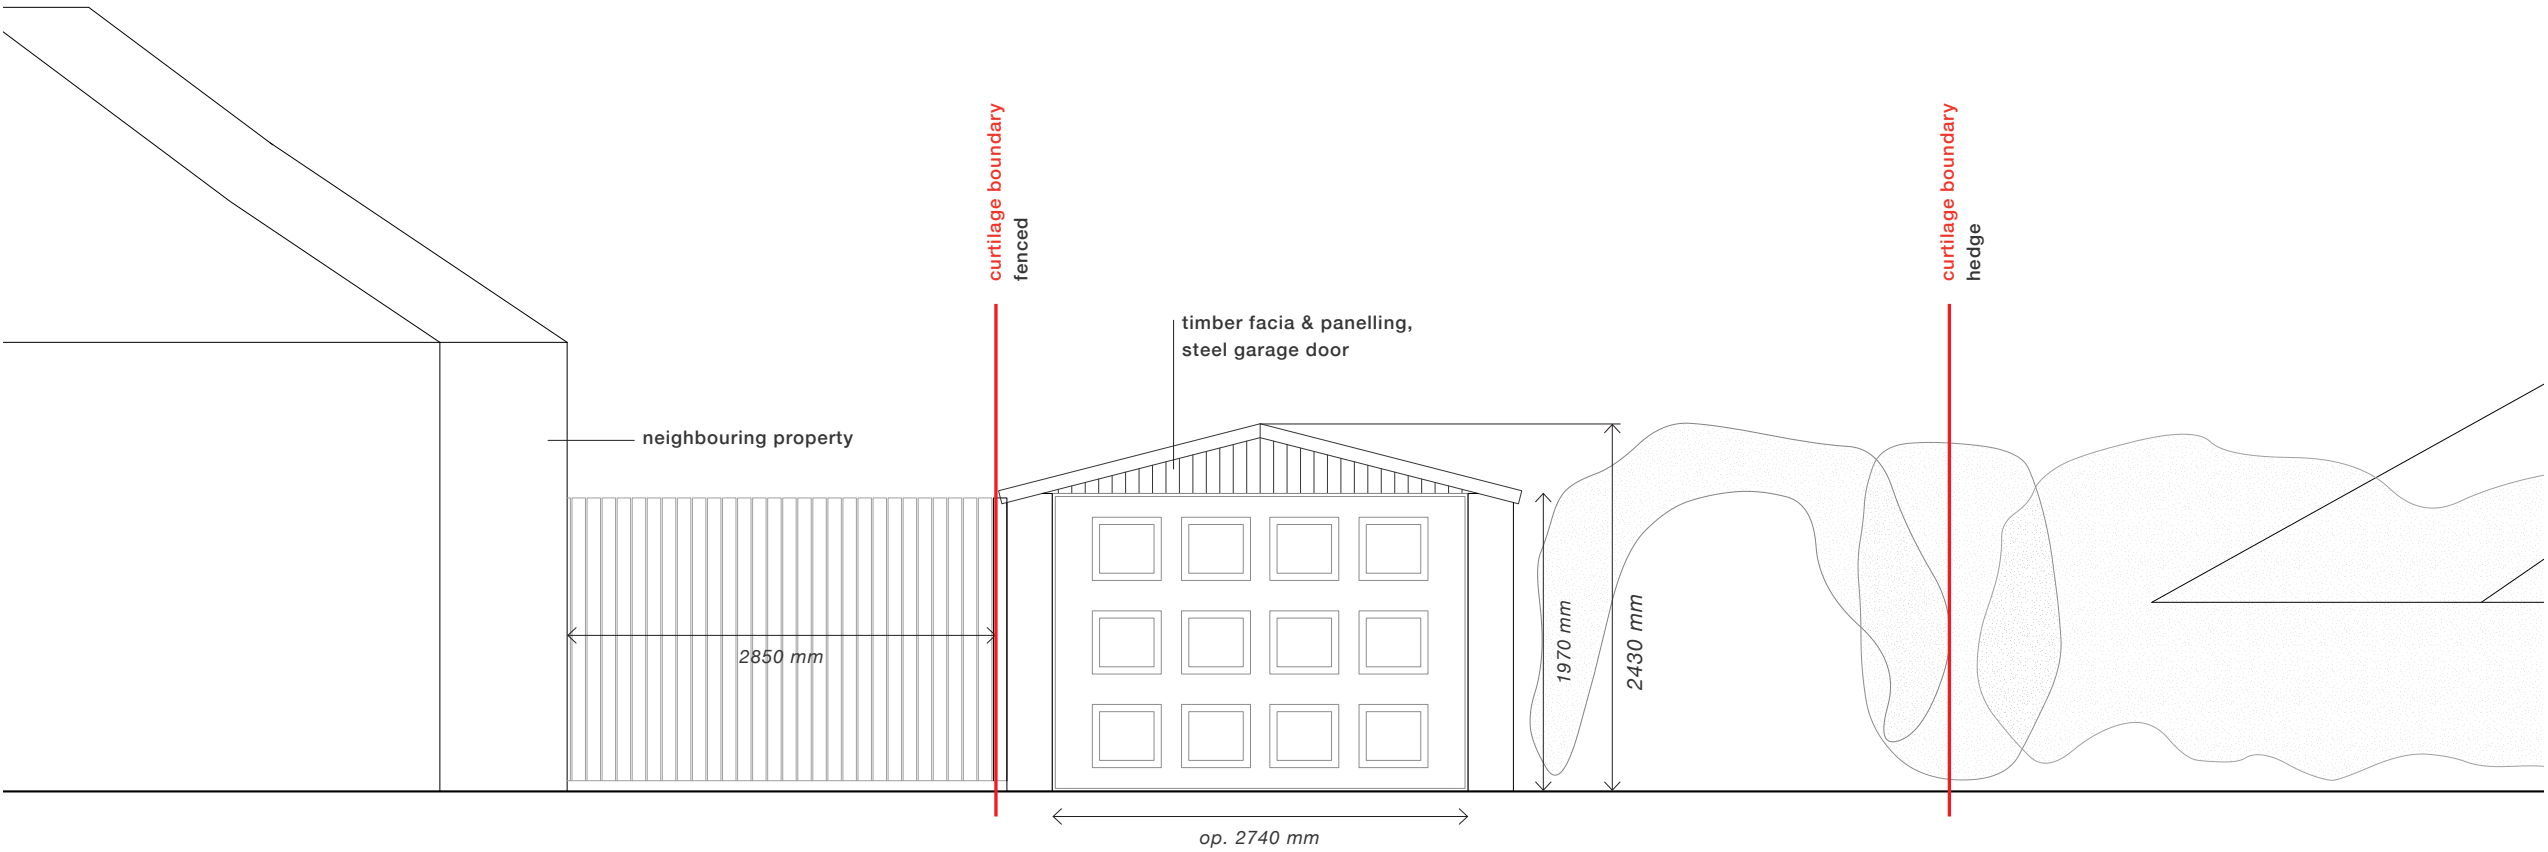 curtilage boundary
fenced
curtilage boundary
hedge
timber facia & panelling,
steel garage door
neighbouring property
2850 mm
1970 mm
2430 mm
op. 2740 mm